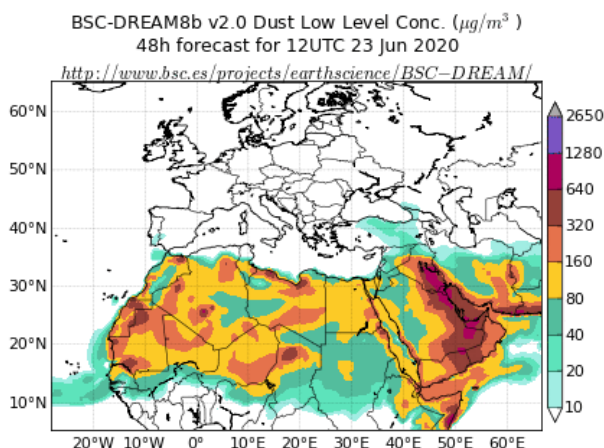 BSC-DREAM8b v2.0 Dust Low Level Conc. (μg/m³ )
48h forecast for 12UTC 23 Jun 2020
http://www.bsc.es/projects/earthscience/BSC−DREAM/
60°N
50°N
40°N
30°N
20°N
10°N
20°W 10°W 0° 10°E 20°E 30°E 40°E 50°E 60°E
2650
1280
640
320
160
80
40
20
10